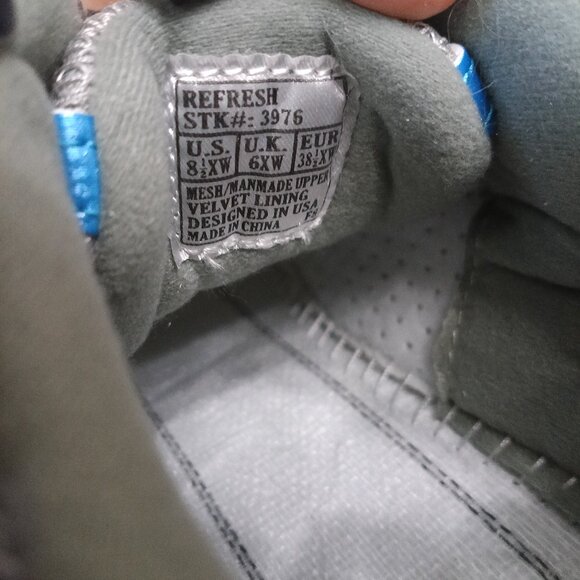 REFRESH
STK#: 3976
U.S. U.K. EUR
8½XW 6XW 38½XW
MESH/MANMADE UPPER
VELVET LINING
DESIGNED IN USA
MADE IN CHINA